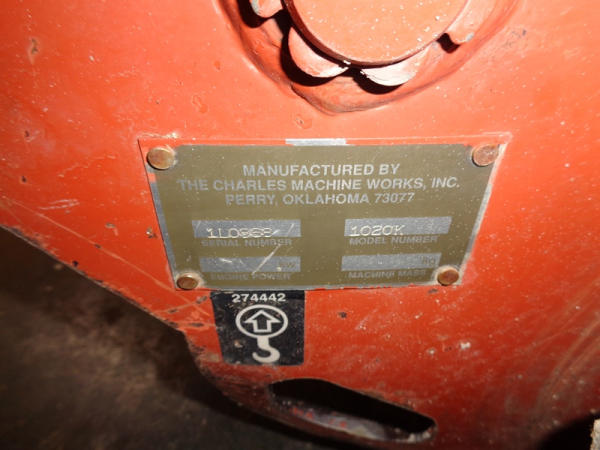 MANUFACTURED BY
THE CHARLES MACHINE WORKS, INC.
PERRY, OKLAHOMA 73077
1020K
SERIAL NUMBER MODEL NUMBER
KG
ENGINE POWER MACHINE MASS
274442